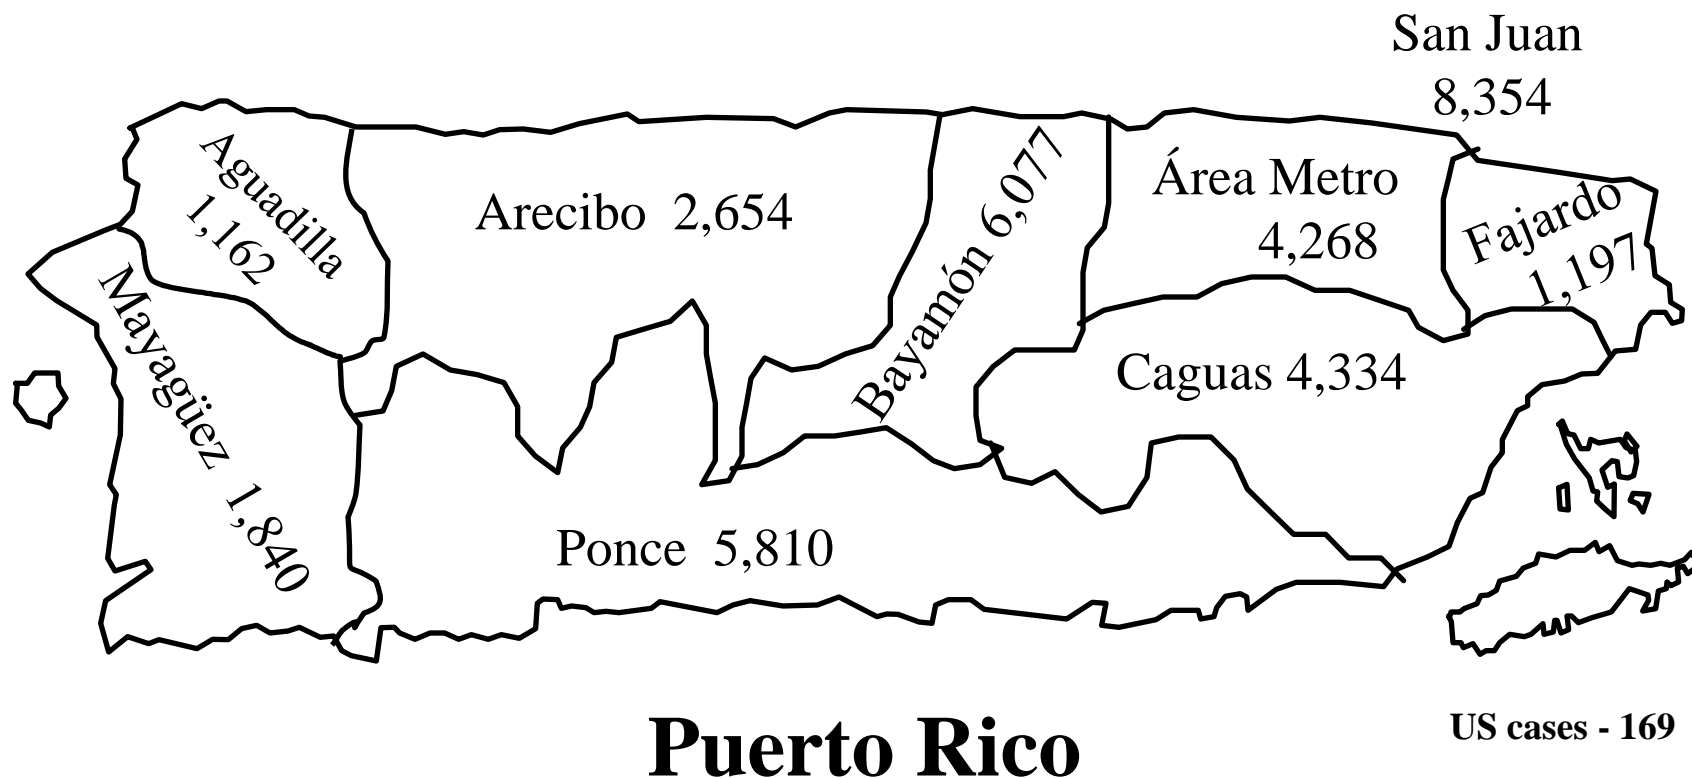 San Juan
8,354
Aguadilla
1,162
Arecibo 2,654
Bayamón 6,077
Área Metro
4,268
Fajardo
1,197
Mayagüez 1,840
Caguas 4,334
Ponce 5,810
Puerto Rico
US cases - 169